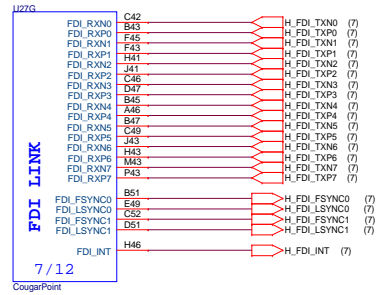 U27G
FDI_RXN0 C42 H_FDI_TXN0 (7)
FDI_RXP0 B43 H_FDI_TXP0 (7)
FDI_RXN1 F45 H_FDI_TXN1 (7)
FDI_RXP1 F43 H_FDI_TXP1 (7)
FDI_RXN2 H41 H_FDI_TXN2 (7)
FDI_RXP2 J41 H_FDI_TXP2 (7)
FDI_RXN3 C46 H_FDI_TXN3 (7)
FDI_RXP3 D47 H_FDI_TXP3 (7)
FDI_RXN4 B45 H_FDI_TXN4 (7)
FDI_RXP4 A46 H_FDI_TXP4 (7)
FDI_RXN5 B47 H_FDI_TXN5 (7)
FDI_RXP5 C49 H_FDI_TXP5 (7)
FDI_RXN6 J43 H_FDI_TXN6 (7)
FDI_RXP6 H43 H_FDI_TXP6 (7)
FDI_RXN7 M43 H_FDI_TXN7 (7)
FDI_RXP7 P43 H_FDI_TXP7 (7)
FDI_FSYNC0 B51 H_FDI_FSYNC0 (7)
FDI_LSYNC0 E49 H_FDI_LSYNC0 (7)
FDI_FSYNC1 C52 H_FDI_FSYNC1 (7)
FDI_LSYNC1 D51 H_FDI_LSYNC1 (7)
FDI_INT H46 H_FDI_INT (7)
FDI LINK
7/12
CougarPoint